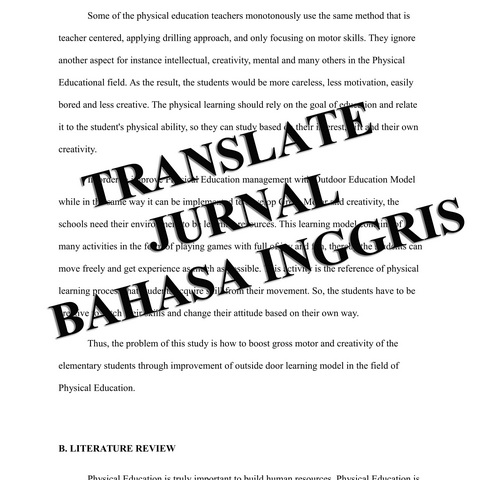 Some of the physical education teachers monotonously use the same method that is
teacher centered, applying drilling approach, and only focusing on motor skills. They ignore
another aspect for instance intellectual, creativity, mental and many others in the Physical
Educational field. As the result, the students would be more careless, less motivation, easily
bored and less creative. The physical learning should rely on the goal of education and relate
it to the student's physical ability, so they can study based on their interest, and their own
creativity.
TRANSLATE
JURNAL
BAHASA INGGRIS
In order to improve Physical Education management with Outdoor Education Model
while in the same way it can be implemented to develop Gross Motor and creativity, the
schools need their environment to be learning resources. This learning model consists of
many activities in the form of playing games with full of joy and fun, thereby the students can
move freely and get experience as much as possible. This activity is the reference of physical
learning process that students acquire skill from their movement. So, the students have to be
their skills and change their attitude based on their own way.
Thus, the problem of this study is how to boost gross motor and creativity of the
elementary students through improvement of outside door learning model in the field of
Physical Education.
B. LITERATURE REVIEW
Physical Education is truly important to build human resources. Physical Education is